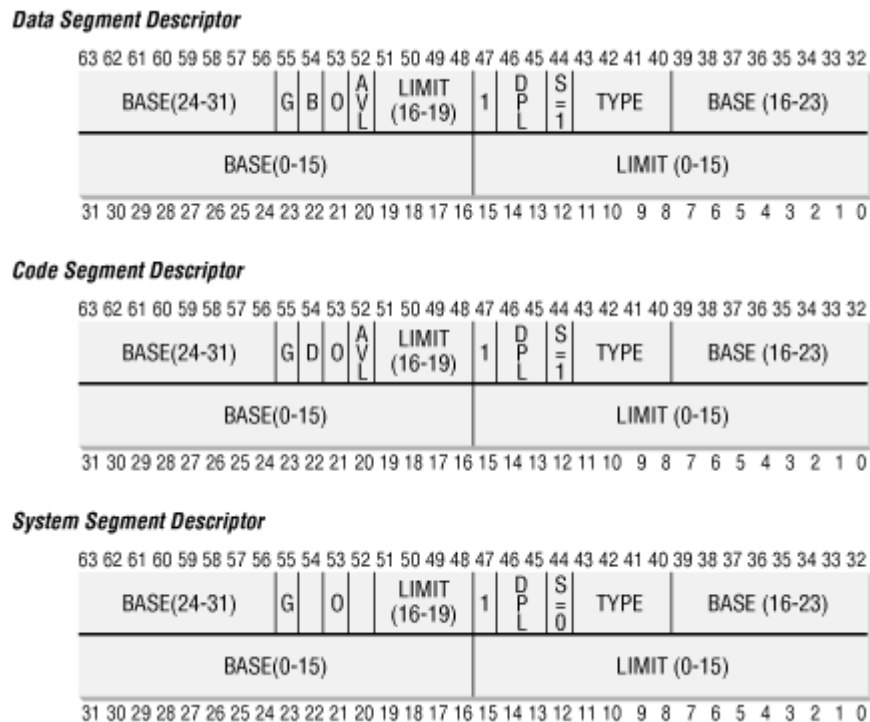 Data Segment Descriptor
63 62 61 60 59 58 57 56 55 54 53 52 51 50 49 48 47 46 45 44 43 42 41 40 39 38 37 36 35 34 33 32
BASE(24-31) G B O AVL LIMIT (16-19) 1 DPL S=1 TYPE BASE (16-23)
BASE(0-15) LIMIT (0-15)
31 30 29 28 27 26 25 24 23 22 21 20 19 18 17 16 15 14 13 12 11 10 9 8 7 6 5 4 3 2 1 0
Code Segment Descriptor
63 62 61 60 59 58 57 56 55 54 53 52 51 50 49 48 47 46 45 44 43 42 41 40 39 38 37 36 35 34 33 32
BASE(24-31) G D O AVL LIMIT (16-19) 1 DPL S=1 TYPE BASE (16-23)
BASE(0-15) LIMIT (0-15)
31 30 29 28 27 26 25 24 23 22 21 20 19 18 17 16 15 14 13 12 11 10 9 8 7 6 5 4 3 2 1 0
System Segment Descriptor
63 62 61 60 59 58 57 56 55 54 53 52 51 50 49 48 47 46 45 44 43 42 41 40 39 38 37 36 35 34 33 32
BASE(24-31) G O LIMIT (16-19) 1 DPL S=0 TYPE BASE (16-23)
BASE(0-15) LIMIT (0-15)
31 30 29 28 27 26 25 24 23 22 21 20 19 18 17 16 15 14 13 12 11 10 9 8 7 6 5 4 3 2 1 0